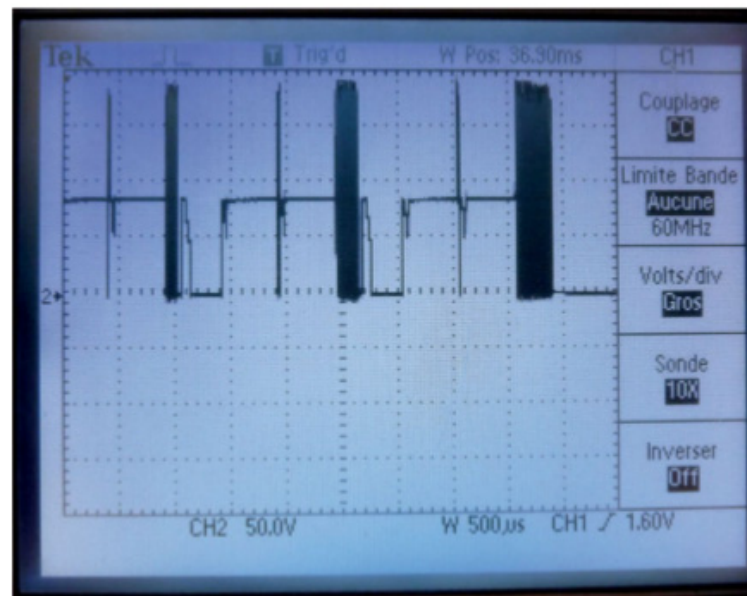 Tek T Trig'd W Pos: 36.90ms CH1
Couplage
CC
Limite Bande
Aucune
60MHz
Volts/div
Gros
2
Sonde
10X
Inverser
Off
CH2 50.0V W 500µs CH1 1.60V